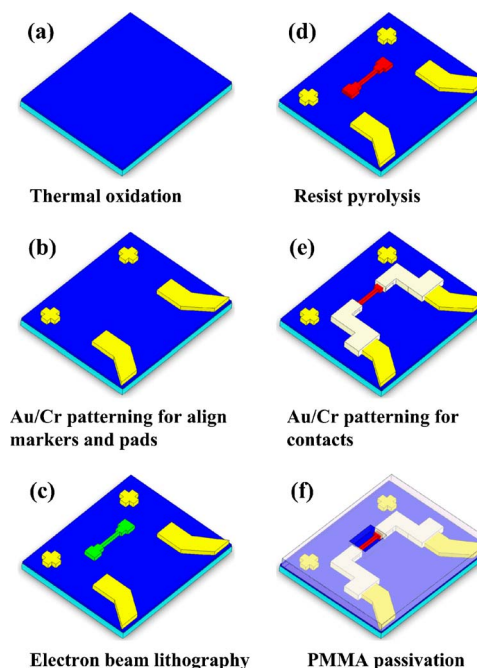 (a)
Thermal oxidation
(b)
Au/Cr patterning for align
markers and pads
(c)
Electron beam lithography
(d)
Resist pyrolysis
(e)
Au/Cr patterning for
contacts
(f)
PMMA passivation